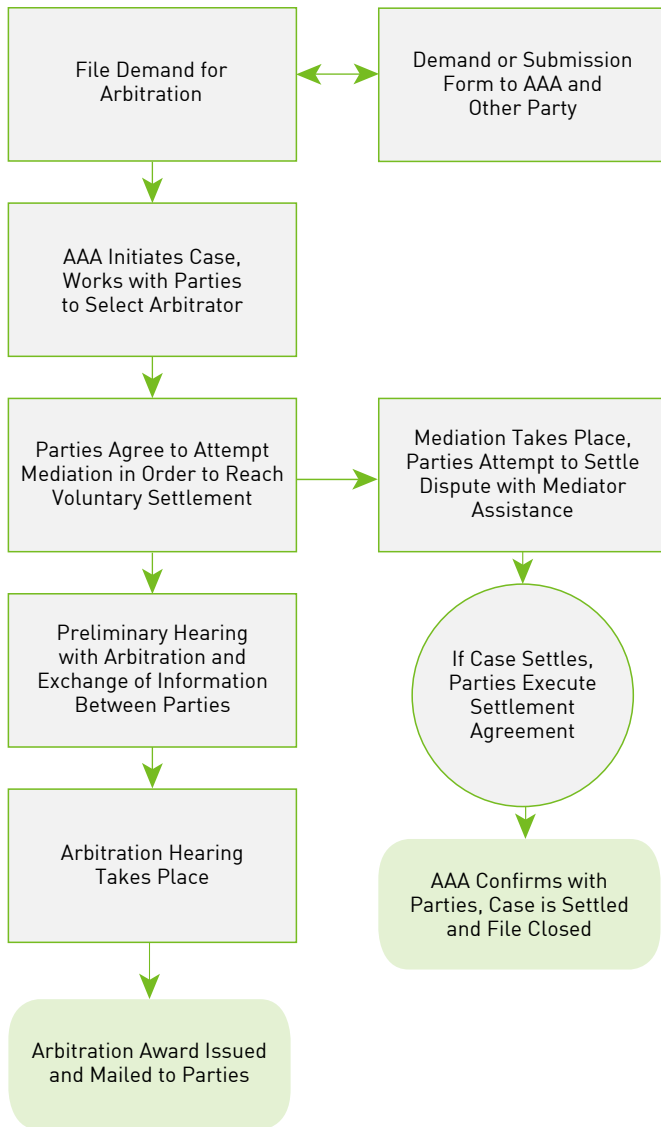 File Demand for
Arbitration
Demand or Submission
Form to AAA and
Other Party
AAA Initiates Case,
Works with Parties
to Select Arbitrator
Parties Agree to Attempt
Mediation in Order to Reach
Voluntary Settlement
Mediation Takes Place,
Parties Attempt to Settle
Dispute with Mediator
Assistance
Preliminary Hearing
with Arbitration and
Exchange of Information
Between Parties
If Case Settles,
Parties Execute
Settlement
Agreement
Arbitration Hearing
Takes Place
AAA Confirms with
Parties, Case is Settled
and File Closed
Arbitration Award Issued
and Mailed to Parties